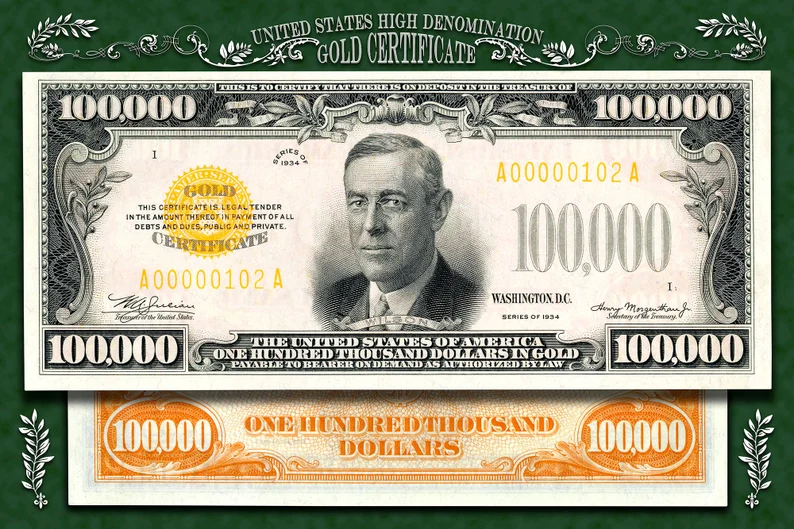 UNITED STATES HIGH DENOMINATION
GOLD CERTIFICATE
THIS IS TO CERTIFY THAT THERE IS ON DEPOSIT IN THE TREASURY OF
100,000
100,000
I
SERIES OF
1934
A00000102A
GOLD
THIS CERTIFICATE IS LEGAL TENDER
IN THE AMOUNT THEREOF IN PAYMENT OF ALL
DEBTS AND DUES, PUBLIC AND PRIVATE.
CERTIFICATE
100,000
A00000102A
I
WASHINGTON, D.C.
SERIES OF 1934
Treasurer of the United States.
WILSON
Henry Morgenthau Jr.
Secretary of the Treasury.
100,000
THE UNITED STATES OF AMERICA
ONE HUNDRED THOUSAND DOLLARS IN GOLD
PAYABLE TO BEARER ON DEMAND AS AUTHORIZED BY LAW
100,000
100,000
ONE HUNDRED THOUSAND
DOLLARS
100,000